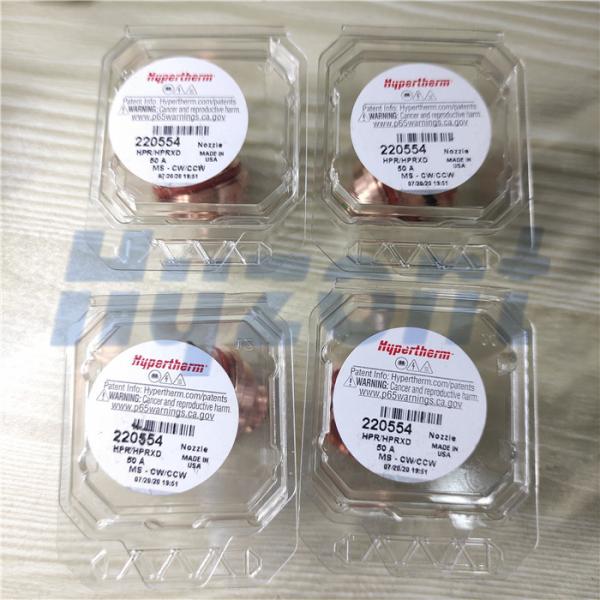 Hypertherm
Patent Info: Hypertherm.com/patents
WARNING: Cancer and reproductive harm.
www.p65warnings.ca.gov
220554 Nozzle
HPR/HPRXD MADE IN
50 A USA
MS - CW/CCW
07/20/20 19:51
Hypertherm
Patent Info: Hypertherm.com/patents
WARNING: Cancer and reproductive harm.
www.p65warnings.ca.gov
220554 Nozzle
HPR/HPRXD MADE IN
50 A USA
MS - CW/CCW
07/20/20 19:51
Hypertherm
Patent Info: Hypertherm.com/patents
WARNING: Cancer and reproductive harm.
www.p65warnings.ca.gov
220554 Nozzle
HPR/HPRXD MADE IN
50 A USA
MS - CW/CCW
07/20/20 19:51
Hypertherm
Patent Info: Hypertherm.com/patents
WARNING: Cancer and reproductive harm.
www.p65warnings.ca.gov
220554 Nozzle
HPR/HPRXD MADE IN
50 A USA
MS - CW/CCW
07/20/20 19:51